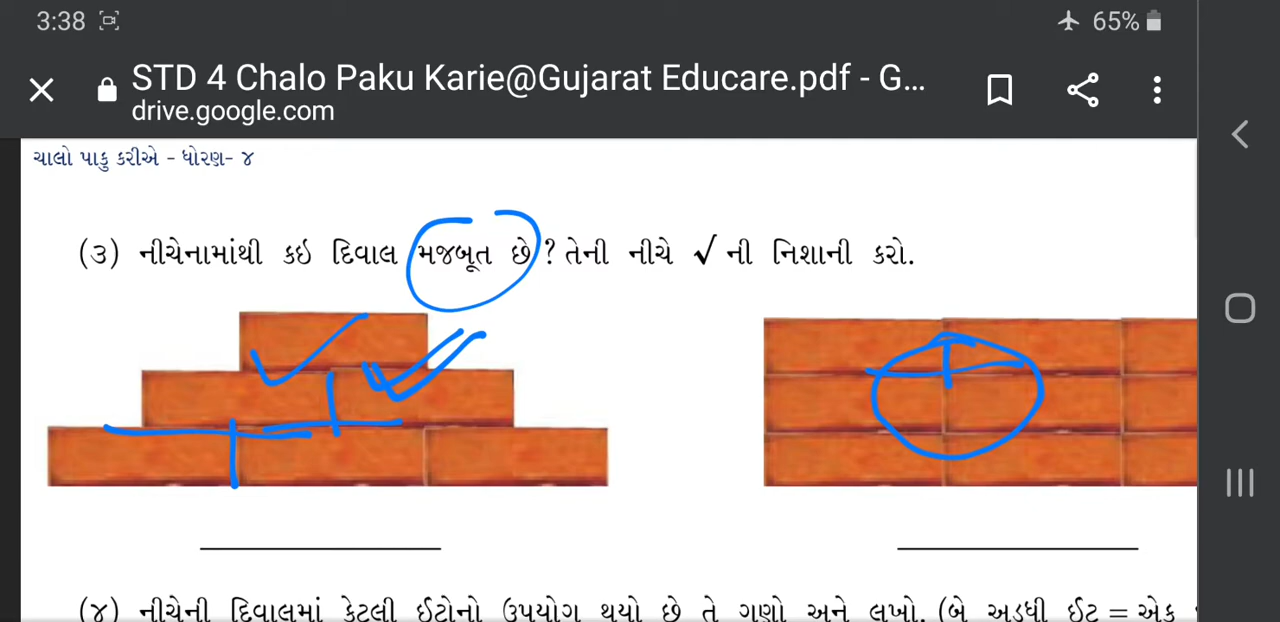 3:38 65%
STD 4 Chalo Paku Karie@Gujarat Educare.pdf - G...
drive.google.com
ચાલો પાકુ કરીએ - ધોરણ- ૪
(૩) નીચેનામાંથી કઇ દિવાલ મજબૂત છે ? તેની નીચે √ ની નિશાની કરો.
(૪) નીચેની દિવાલમાં કેટલી ઈંટોનો ઉપયોગ થયો છે તે ગણો અને લખો. (બે અડધી ઈંટ = એક